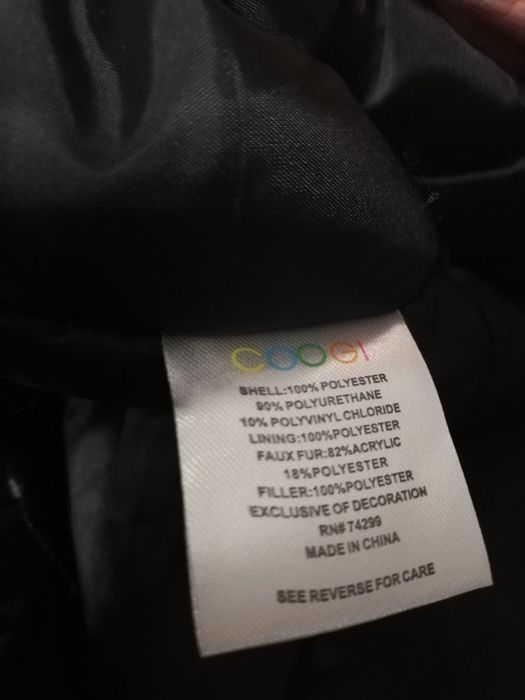 COOGI
SHELL:100% POLYESTER
90% POLYURETHANE
10% POLYVINYL CHLORIDE
LINING:100%POLYESTER
FAUX FUR:82%ACRYLIC
18%POLYESTER
FILLER:100%POLYESTER
EXCLUSIVE OF DECORATION
RN# 74299
MADE IN CHINA
SEE REVERSE FOR CARE